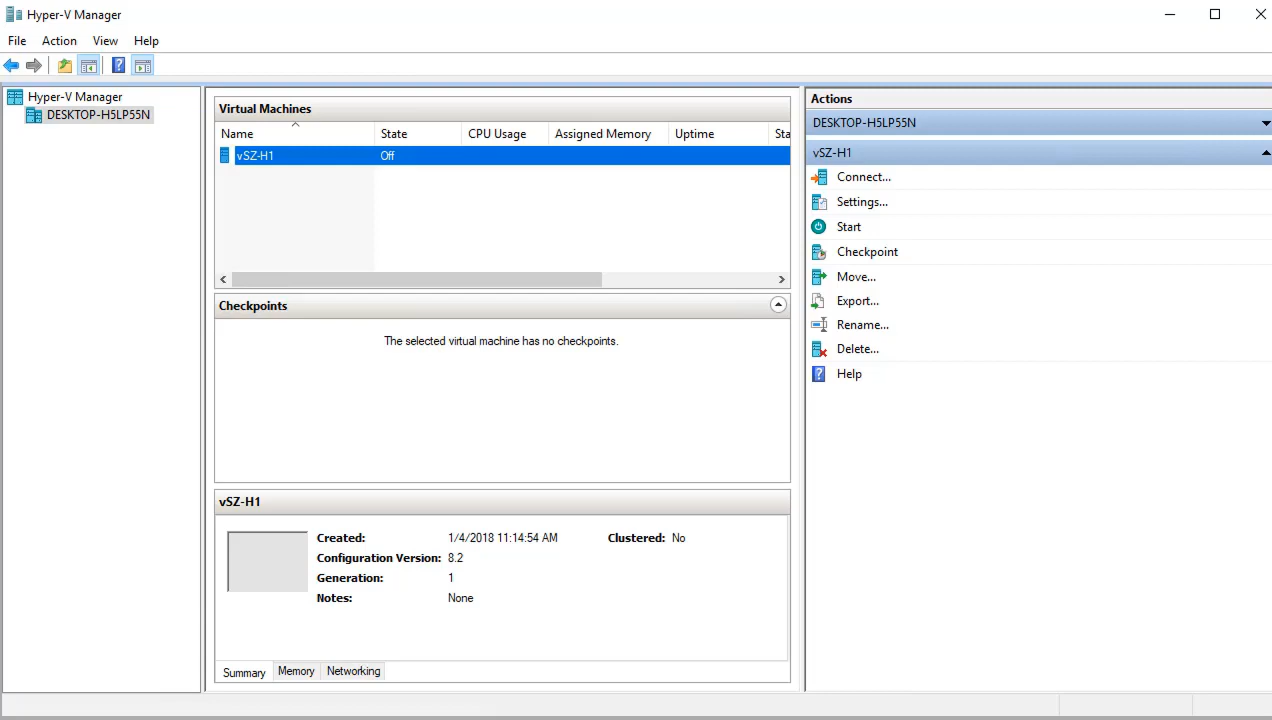 Hyper-V Manager
File Action View Help
Hyper-V Manager
DESKTOP-H5LP55N
Virtual Machines
Name State CPU Usage Assigned Memory Uptime Sta
vSZ-H1 Off
Checkpoints
The selected virtual machine has no checkpoints.
vSZ-H1
Created: 1/4/2018 11:14:54 AM Clustered: No
Configuration Version: 8.2
Generation: 1
Notes: None
Summary Memory Networking
Actions
DESKTOP-H5LP55N
vSZ-H1
Connect...
Settings...
Start
Checkpoint
Move...
Export...
Rename...
Delete...
Help